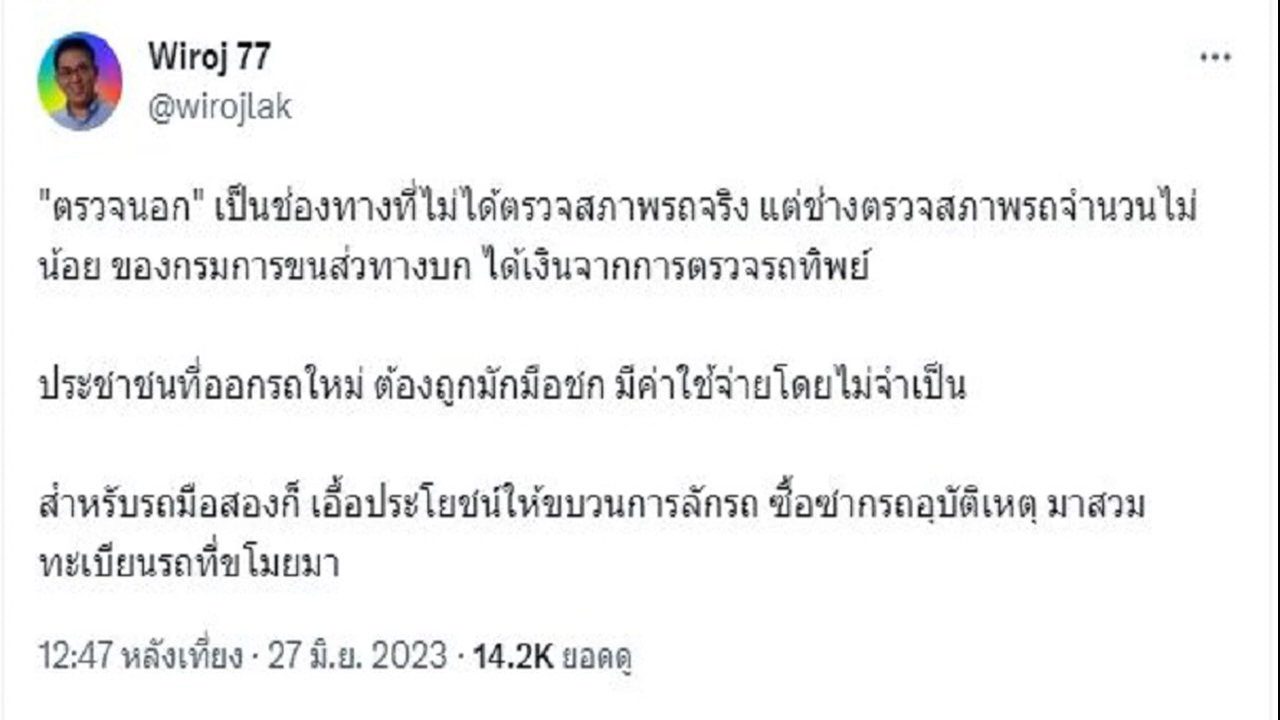 Wiroj 77
@wirojlak
"ตรวจนอก" เป็นช่องทางที่ไม่ได้ตรวจสภาพรถจริง แต่ช่างตรวจสภาพรถจำนวนไม่
น้อย ของกรมการขนส่วทางบก ได้เงินจากการตรวจรถทิพย์
ประชาชนที่ออกรถใหม่ ต้องถูกมักมือชก มีค่าใช้จ่ายโดยไม่จำเป็น
สำหรับรถมือสองก็ เอื้อประโยชน์ให้ขบวนการลักรถ ซื้อซากรถอุบัติเหตุ มาสวม
ทะเบียนรถที่ขโมยมา
12:47 หลังเที่ยง · 27 มิ.ย. 2023 · 14.2K ยอดดู